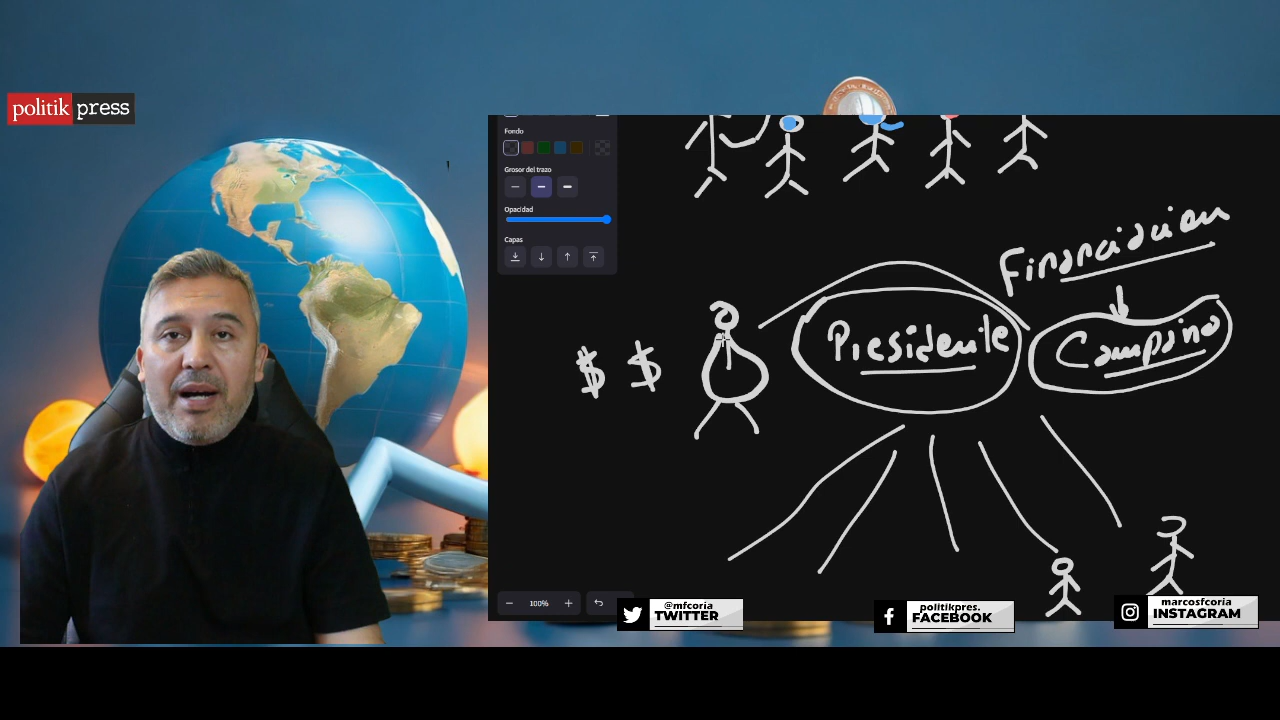 politik press
Fondo
Grosor del trazo
Opacidad
Capas
Financiacion
Presidente
Campaña
$ $
100%
@mfcoria
TWITTER
politikpres.
FACEBOOK
marcosfcoria
INSTAGRAM